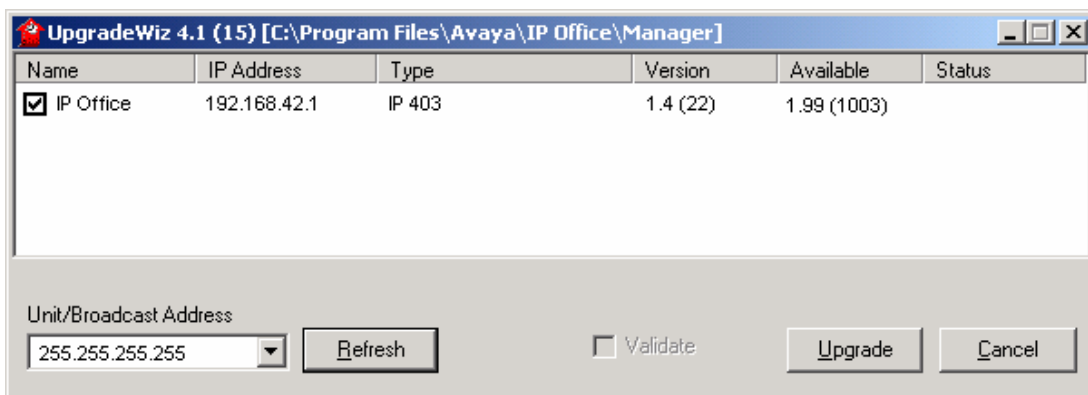 UpgradeWiz 4.1 (15) [C:\Program Files\Avaya\IP Office\Manager]
Name IP Address Type Version Available Status
IP Office 192.168.42.1 IP 403 1.4 (22) 1.99 (1003)
Unit/Broadcast Address
255.255.255.255 Refresh Validate Upgrade Cancel